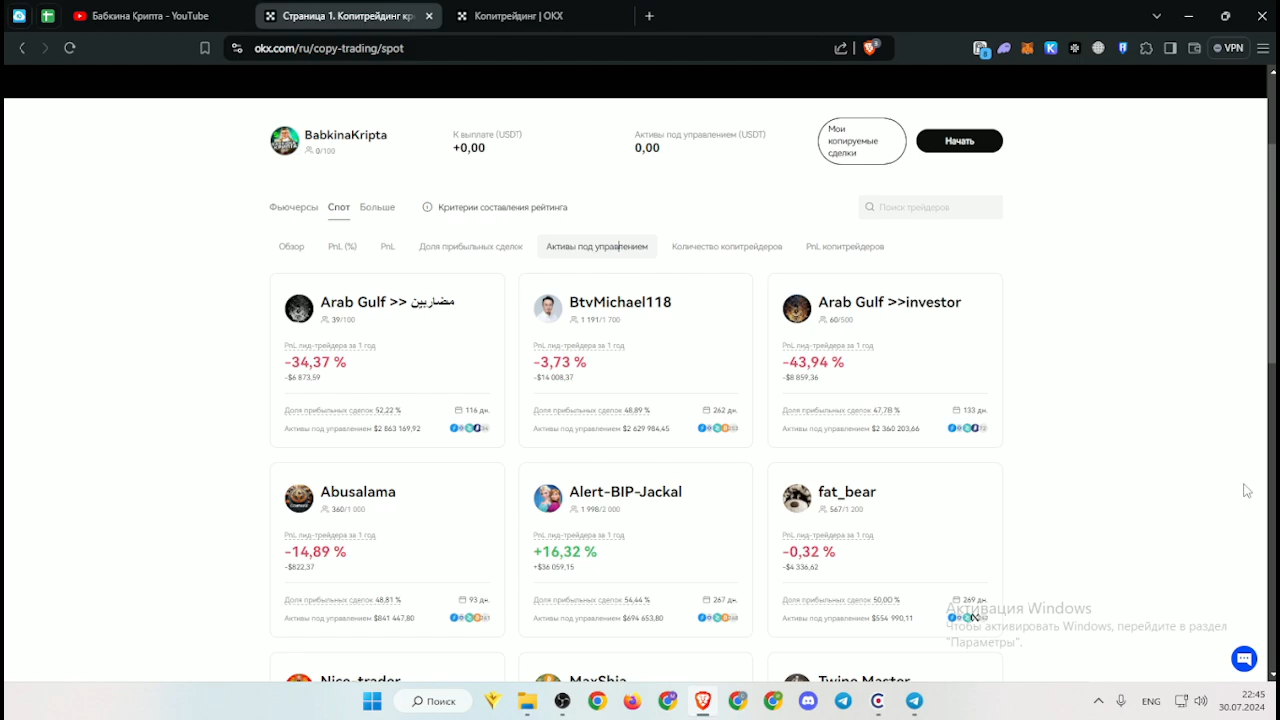 Бабкина Крипта - YouTube
Страница 1. Копитрейдинг кр
Копитрейдинг | OKX
okx.com/ru/copy-trading/spot
VPN
BabkinaKripta
0/100
К выплате (USDT)
+0,00
Активы под управлением (USDT)
0,00
Мои копируемые сделки
Начать
Фьючерсы Спот Больше
Критерии составления рейтинга
Поиск трейдеров
Обзор PnL (%) PnL Доля прибыльных сделок Активы под управлением Количество копитрейдеров PnL копитрейдеров
Arab Gulf >> مضاربين
39/100
PnL лид-трейдера за 1 год
-34,37 %
-$6 873,59
Доля прибыльных сделок 52,22 % 116 дн.
Активы под управлением $2 863 169,92
BtvMichael118
1 191/1 700
PnL лид-трейдера за 1 год
-3,73 %
-$14 008,37
Доля прибыльных сделок 48,89 % 262 дн.
Активы под управлением $2 629 984,45
Arab Gulf >>investor
60/500
PnL лид-трейдера за 1 год
-43,94 %
-$8 859,36
Доля прибыльных сделок 47,78 % 133 дн.
Активы под управлением $2 360 203,66
Abusalama
360/1 000
PnL лид-трейдера за 1 год
-14,89 %
-$822,37
Доля прибыльных сделок 48,81 % 93 дн.
Активы под управлением $841 447,80
Alert-BIP-Jackal
1 998/2 000
PnL лид-трейдера за 1 год
+16,32 %
+$36 059,15
Доля прибыльных сделок 54,44 % 267 дн.
Активы под управлением $694 653,80
fat_bear
567/1 200
PnL лид-трейдера за 1 год
-0,32 %
-$4 336,62
Доля прибыльных сделок 50,00 % 269 дн.
Активы под управлением $554 990,11
Активация Windows
Чтобы активировать Windows, перейдите в раздел
"Параметры".
Nice-trader
MaxShia
Twins Master
Поиск
ENG
22:45
30.07.2024